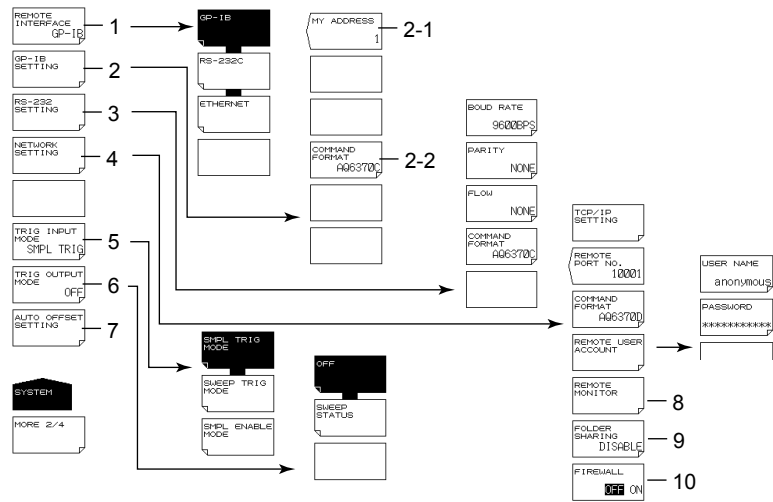 REMOTE
INTERFACE
GP-IB
1
GP-IB
SETTING
2
RS-232
SETTING
3
NETWORK
SETTING
4
TRIG INPUT
MODE
SMPL TRIG
5
TRIG OUTPUT
MODE
OFF
6
AUTO OFFSET
SETTING
7
SYSTEM
MORE 2/4
GP-IB
RS-232C
ETHERNET
MY ADDRESS
1
2-1
COMMAND
FORMAT
AQ6370C
2-2
SMPL TRIG
MODE
SWEEP TRIG
MODE
SMPL ENABLE
MODE
OFF
SWEEP
STATUS
BOUD RATE
9600BPS
PARITY
NONE
FLOW
NONE
COMMAND
FORMAT
AQ6370C
TCP/IP
SETTING
REMOTE
PORT NO.
10001
COMMAND
FORMAT
AQ6370D
REMOTE USER
ACCOUNT
REMOTE
MONITOR
8
FOLDER
SHARING
DISABLE
9
FIREWALL
OFF ON
10
USER NAME
anonymous
PASSWORD
***********